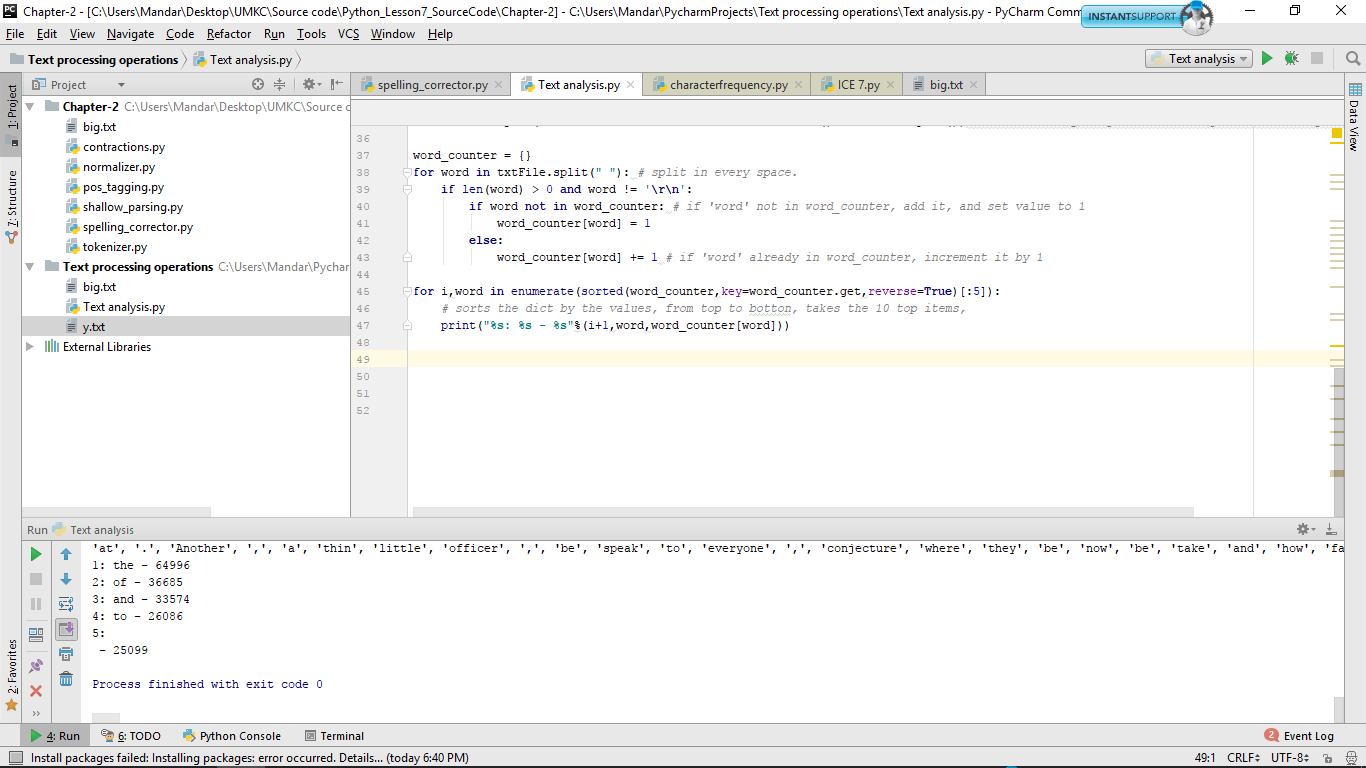 Chapter-2 - [C:\Users\Mandar\Desktop\UMKC\Source code\Python_Lesson7_SourceCode\Chapter-2] - C:\Users\Mandar\PycharmProjects\Text processing operations\Text analysis.py - PyCharm Comm
INSTANTSUPPORT
File Edit View Navigate Code Refactor Run Tools VCS Window Help
Text processing operations Text analysis.py
Text analysis
1: Project
7: Structure
2: Favorites
Data View
Project
spelling_corrector.py Text analysis.py characterfrequency.py ICE 7.py big.txt
Chapter-2 C:\Users\Mandar\Desktop\UMKC\Source c
big.txt
contractions.py
normalizer.py
pos_tagging.py
shallow_parsing.py
spelling_corrector.py
tokenizer.py
Text processing operations C:\Users\Mandar\Pychar
big.txt
Text analysis.py
y.txt
External Libraries
36
37 word_counter = {}
38 for word in txtFile.split(" "): # split in every space.
39 if len(word) > 0 and word != '\r\n':
40 if word not in word_counter: # if 'word' not in word_counter, add it, and set value to 1
41 word_counter[word] = 1
42 else:
43 word_counter[word] += 1 # if 'word' already in word_counter, increment it by 1
44
45 for i,word in enumerate(sorted(word_counter,key=word_counter.get,reverse=True)[:5]):
46 # sorts the dict by the values, from top to botton, takes the 10 top items,
47 print("%s: %s - %s"%(i+1,word,word_counter[word]))
48
49
50
51
52
Run Text analysis
'at', '.', 'Another', ',', 'a', 'thin', 'little', 'officer', ',', 'be', 'speak', 'to', 'everyone', ',', 'conjecture', 'where', 'they', 'be', 'now', 'be', 'take', 'and', 'how', 'fa
1: the - 64996
2: of - 36685
3: and - 33574
4: to - 26086
5:
- 25099
Process finished with exit code 0
4: Run 6: TODO Python Console Terminal 2 Event Log
Install packages failed: Installing packages: error occurred. Details... (today 6:40 PM) 49:1 CRLF UTF-8